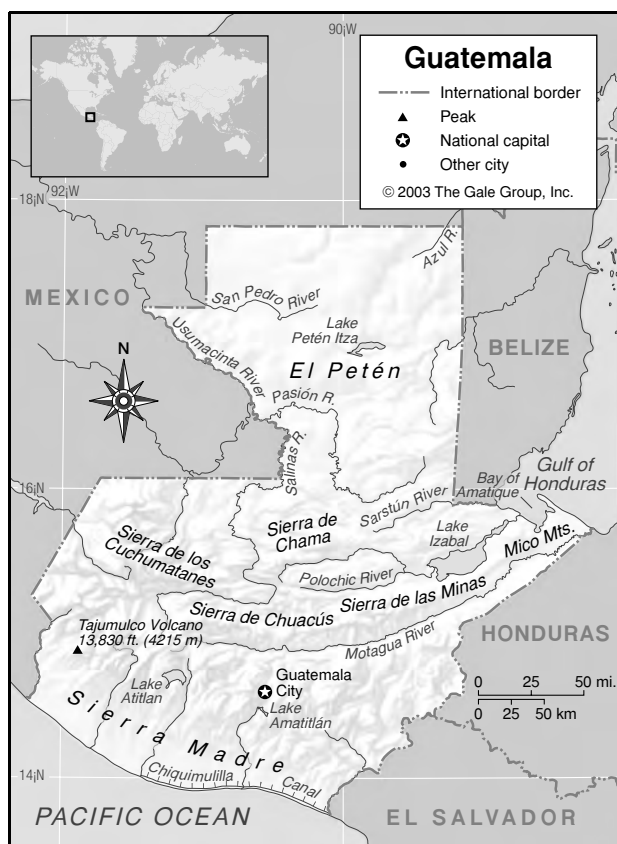 90|W
Guatemala
International border
Peak
National capital
Other city
© 2003 The Gale Group, Inc.
92|W
18|N
Azul R.
MEXICO
San Pedro River
Lake
Petén Itza
Usumacinta River
BELIZE
El Petén
N
Pasión R.
Salinas R.
Gulf of
Honduras
Bay of
Amatique
16|N
Sarstún River
Sierra de
Chama
Lake
Izabal
Sierra de los
Cuchumatanes
Mico Mts.
Polochic River
Sierra de las Minas
Sierra de Chuacús
Tajumulco Volcano
13,830 ft. (4215 m)
Motagua River
HONDURAS
Guatemala
City
Lake
Atitlan
0 25 50 mi.
0 25 50 km
Lake
Amatitlán
Sierra Madre
Chiquimulilla Canal
14|N
PACIFIC OCEAN
EL SALVADOR